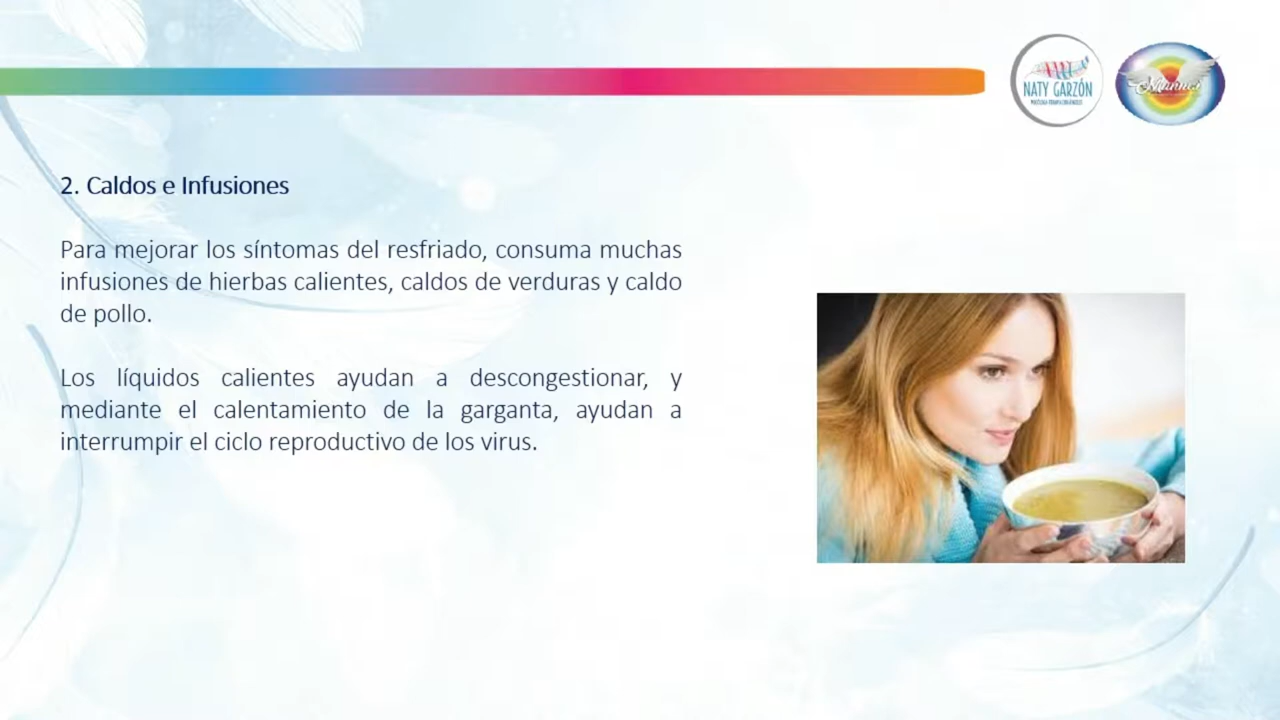 NATY GARZÓN
2. Caldos e Infusiones
Para mejorar los síntomas del resfriado, consuma muchas
infusiones de hierbas calientes, caldos de verduras y caldo
de pollo.
Los líquidos calientes ayudan a descongestionar, y
mediante el calentamiento de la garganta, ayudan a
interrumpir el ciclo reproductivo de los virus.